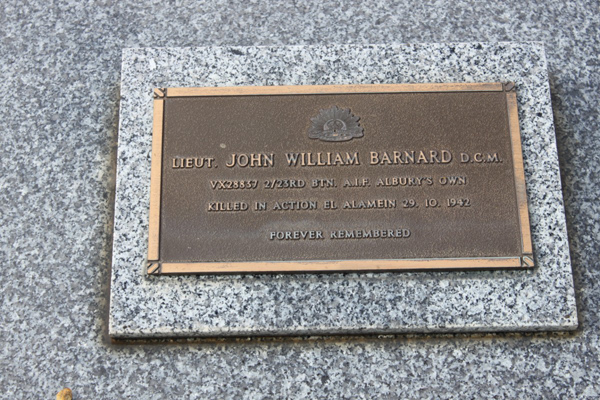 LIEUT. JOHN WILLIAM BARNARD D.C.M.
VX28837 2/23RD BTN. A.I.F. ALBURY'S OWN
KILLED IN ACTION EL ALAMEIN 29. 10. 1942
FOREVER REMEMBERED